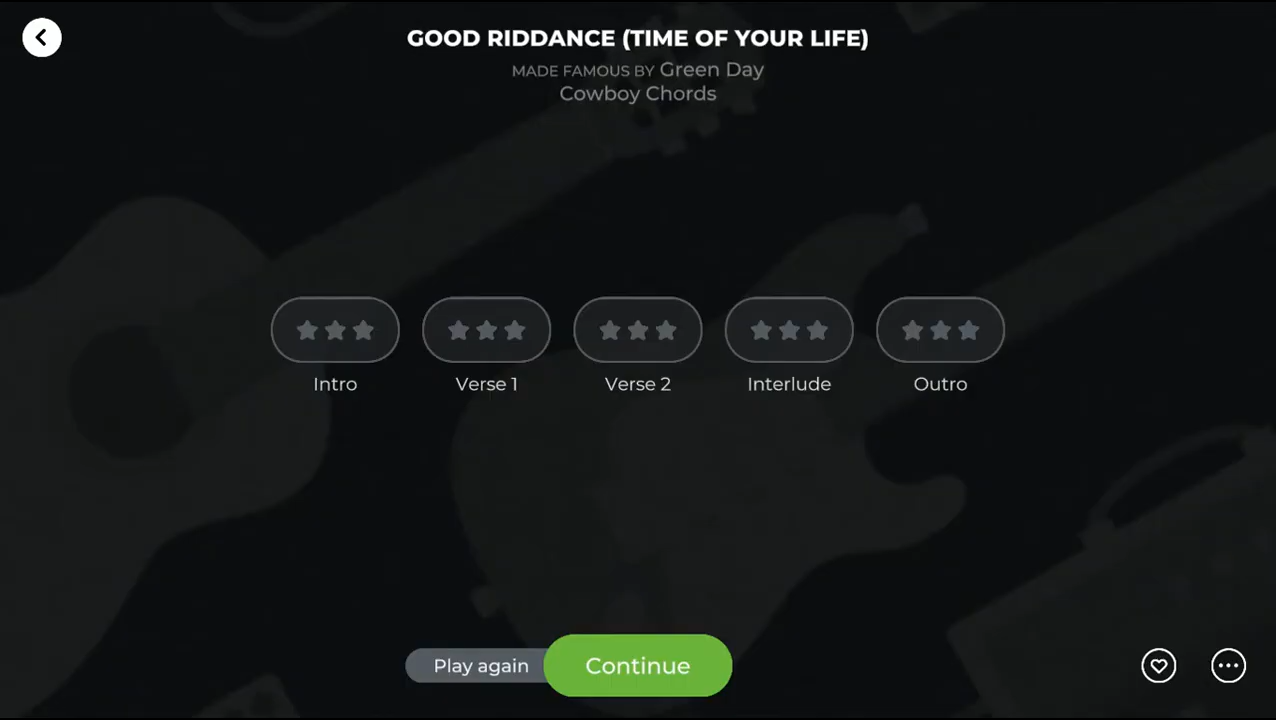 GOOD RIDDANCE (TIME OF YOUR LIFE)
MADE FAMOUS BY Green Day
Cowboy Chords
Intro
Verse 1
Verse 2
Interlude
Outro
Play again
Continue